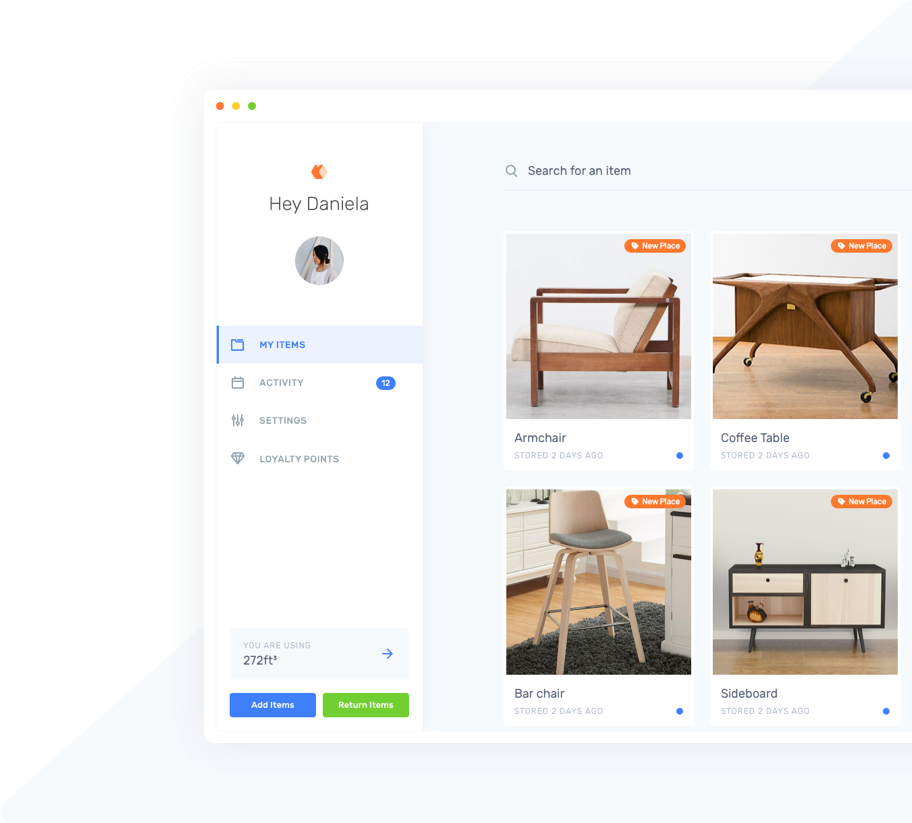 Hey Daniela
MY ITEMS
ACTIVITY 12
SETTINGS
LOYALTY POINTS
YOU ARE USING
272ft³
Add Items Return Items
Search for an item
New Place New Place
Armchair Coffee Table
STORED 2 DAYS AGO STORED 2 DAYS AGO
New Place New Place
Bar chair Sideboard
STORED 2 DAYS AGO STORED 2 DAYS AGO